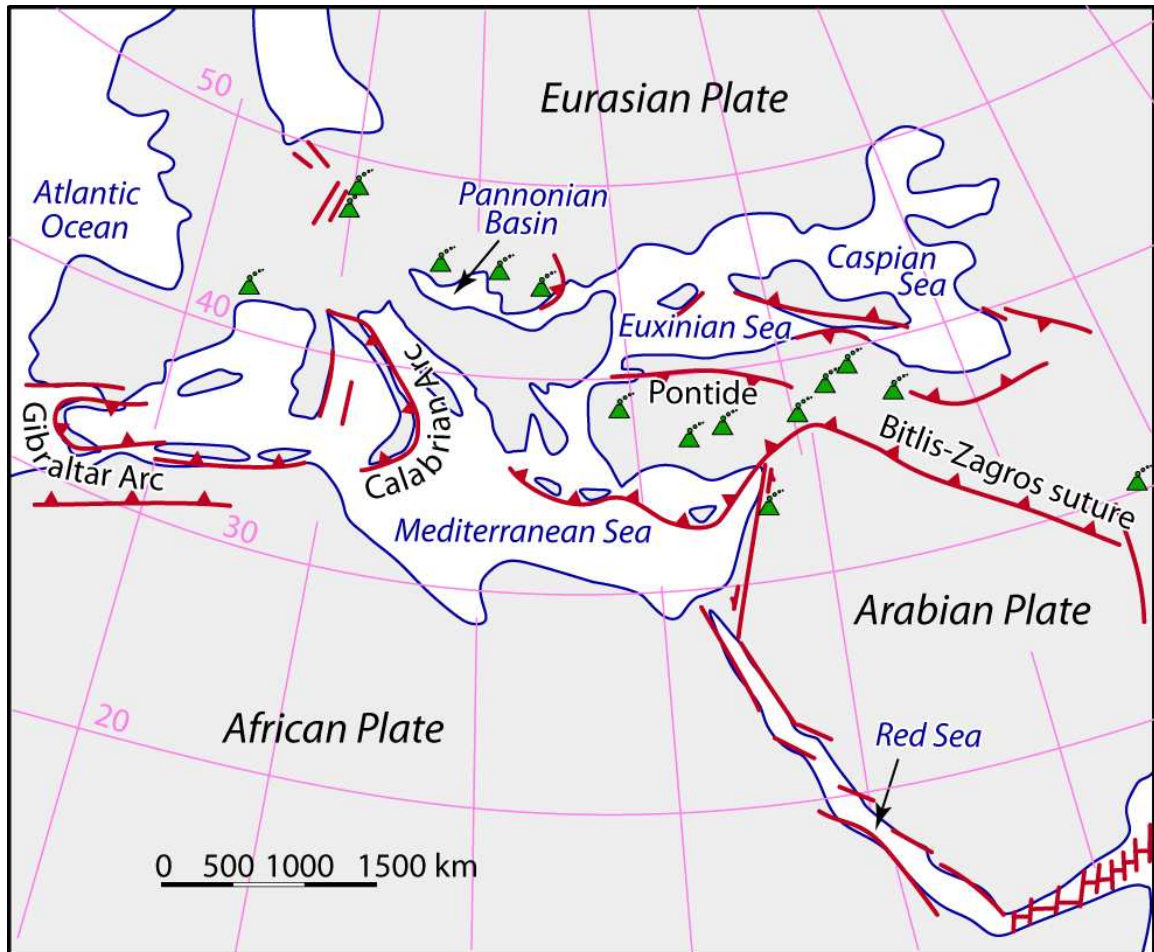 50
Eurasian Plate
Atlantic
Ocean
Pannonian
Basin
Caspian
Sea
40
Euxinian Sea
Pontide
Gibraltar Arc
Calabrian Arc
Bitlis-Zagros suture
30
Mediterranean Sea
Arabian Plate
20
African Plate
Red Sea
0 500 1000 1500 km